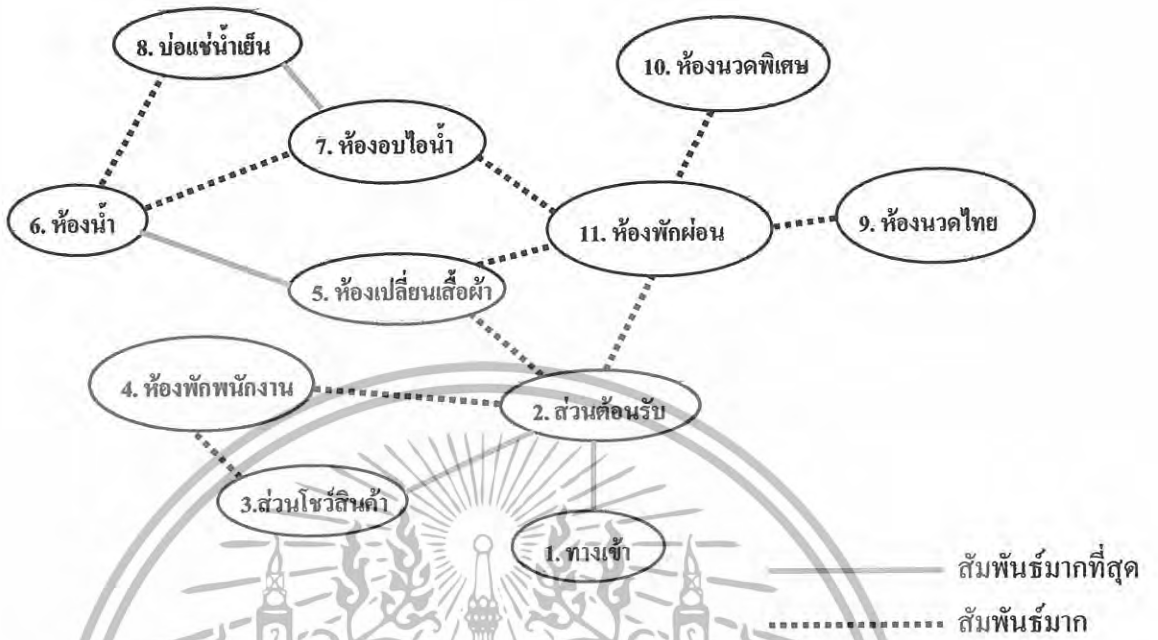 8. บ่อแช่น้ำเย็น
10. ห้องนวดพิเศษ
7. ห้องอบไอน้ำ
6. ห้องน้ำ
11. ห้องพักผ่อน
9. ห้องนวดไทย
5. ห้องเปลี่ยนเสื้อผ้า
4. ห้องพักพนักงาน
2. ส่วนต้อนรับ
3.ส่วนโชว์สินค้า
1. ทางเข้า
สัมพันธ์มากที่สุด
สัมพันธ์มาก